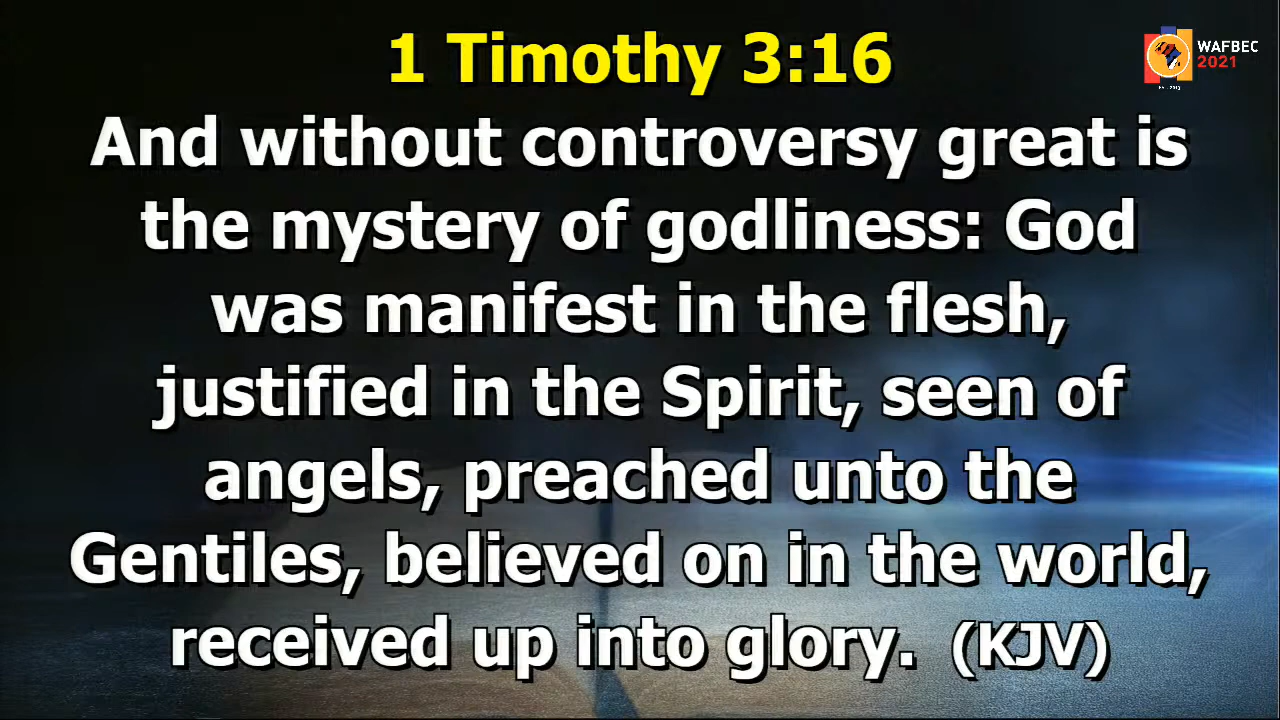 1 Timothy 3:16
WAFBEC
2021
And without controversy great is
the mystery of godliness: God
was manifest in the flesh,
justified in the Spirit, seen of
angels, preached unto the
Gentiles, believed on in the world,
received up into glory. (KJV)